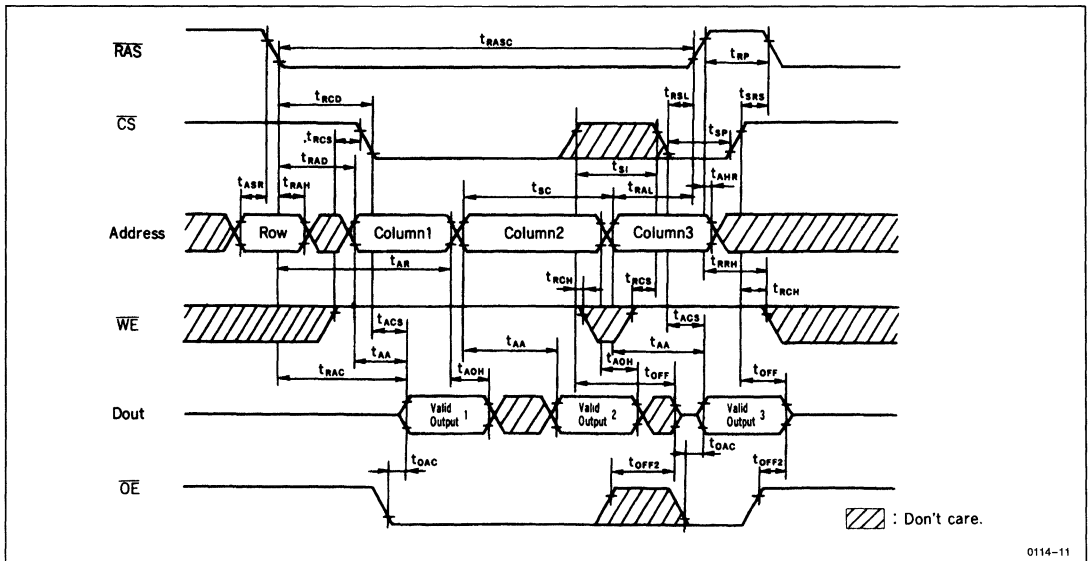 RAS
tRASC
tRP
tRCD
tRSL
tSRS
CS
tRCS
tSP
tRAD
tSI
tAHR
tASR
tRAH
tSC
tRAL
Address
Row
Column1
Column2
Column3
tAR
tRRH
tRCH
tRCS
tRCH
WE
tACS
tACS
tAA
tAA
tAA
tRAC
tAOH
tAOH
tOFF
tOFF
Dout
Valid Output 1
Valid Output 2
Valid Output 3
tOAC
tOFF2
tOAC
tOFF2
OE
: Don't care.
0114-11